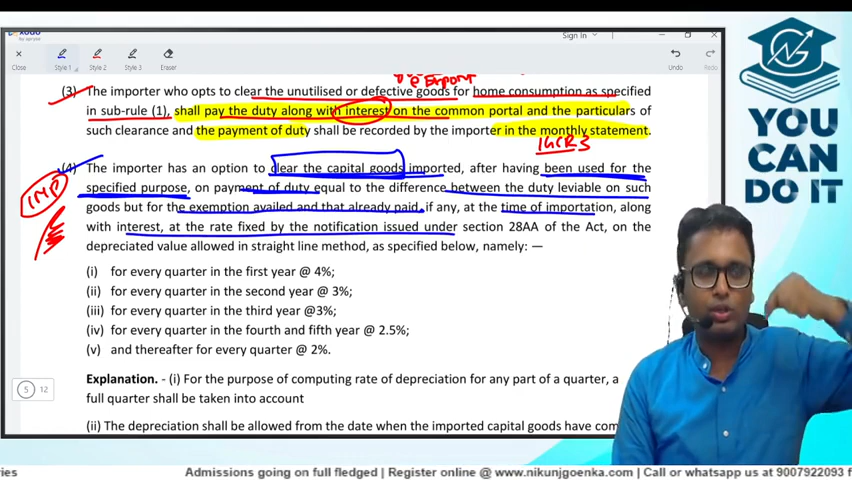 Sign In
Close
Style 1
Style 2
Style 3
Eraser
Undo
Redo
(3) The importer who opts to clear the unutilised or defective goods for home consumption as specified
in sub-rule (1), shall pay the duty along with interest on the common portal and the particulars of
such clearance and the payment of duty shall be recorded by the importer in the monthly statement.
IGCR3
(4) The importer has an option to clear the capital goods imported, after having been used for the
IMP
specified purpose, on payment of duty equal to the difference between the duty leviable on such
goods but for the exemption availed and that already paid, if any, at the time of importation, along
with interest, at the rate fixed by the notification issued under section 28AA of the Act, on the
depreciated value allowed in straight line method, as specified below, namely: —
(i) for every quarter in the first year @ 4%;
(ii) for every quarter in the second year @ 3%;
(iii) for every quarter in the third year @3%;
(iv) for every quarter in the fourth and fifth year @ 2.5%;
(v) and thereafter for every quarter @ 2%.
Explanation. - (i) For the purpose of computing rate of depreciation for any part of a quarter, a
full quarter shall be taken into account
(ii) The depreciation shall be allowed from the date when the imported capital goods have com
5 12
YOU
CAN
DO IT
Admissions going on full fledged | Register online @ www.nikunjgoenka.com | Call or whatsapp us at 9007922093 f